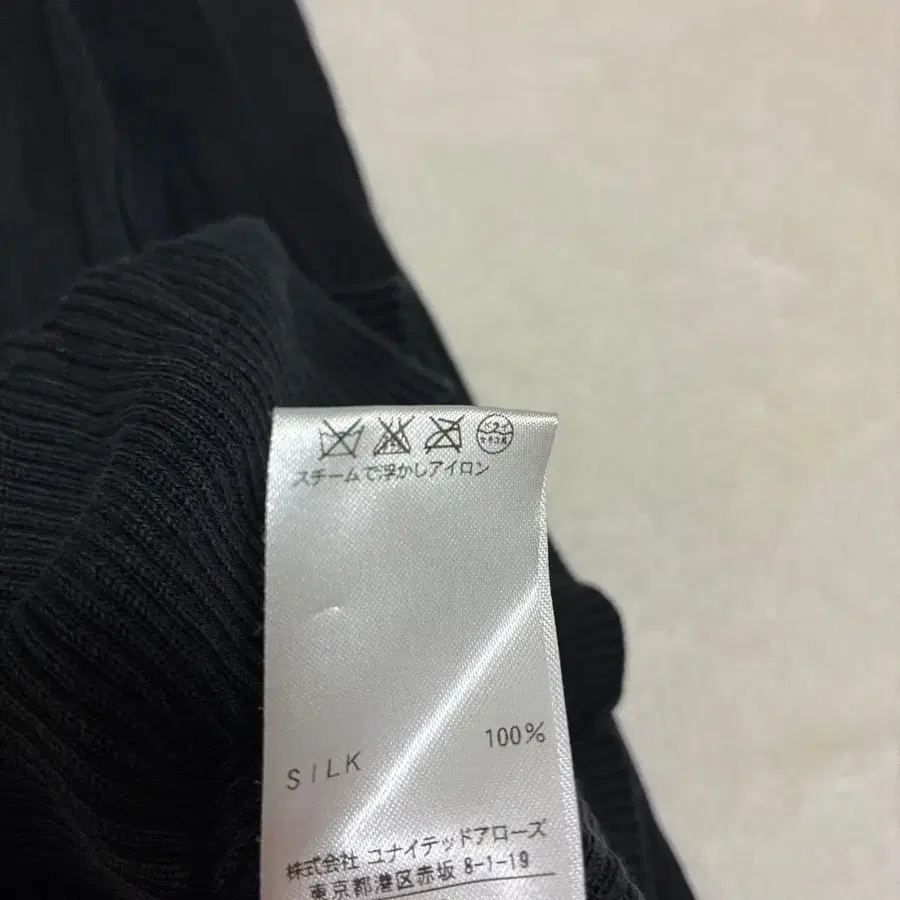 スチームで浮かしアイロン
SILK 100%
株式会社 ユナイテッドアローズ
東京都港区赤坂 8-1-19